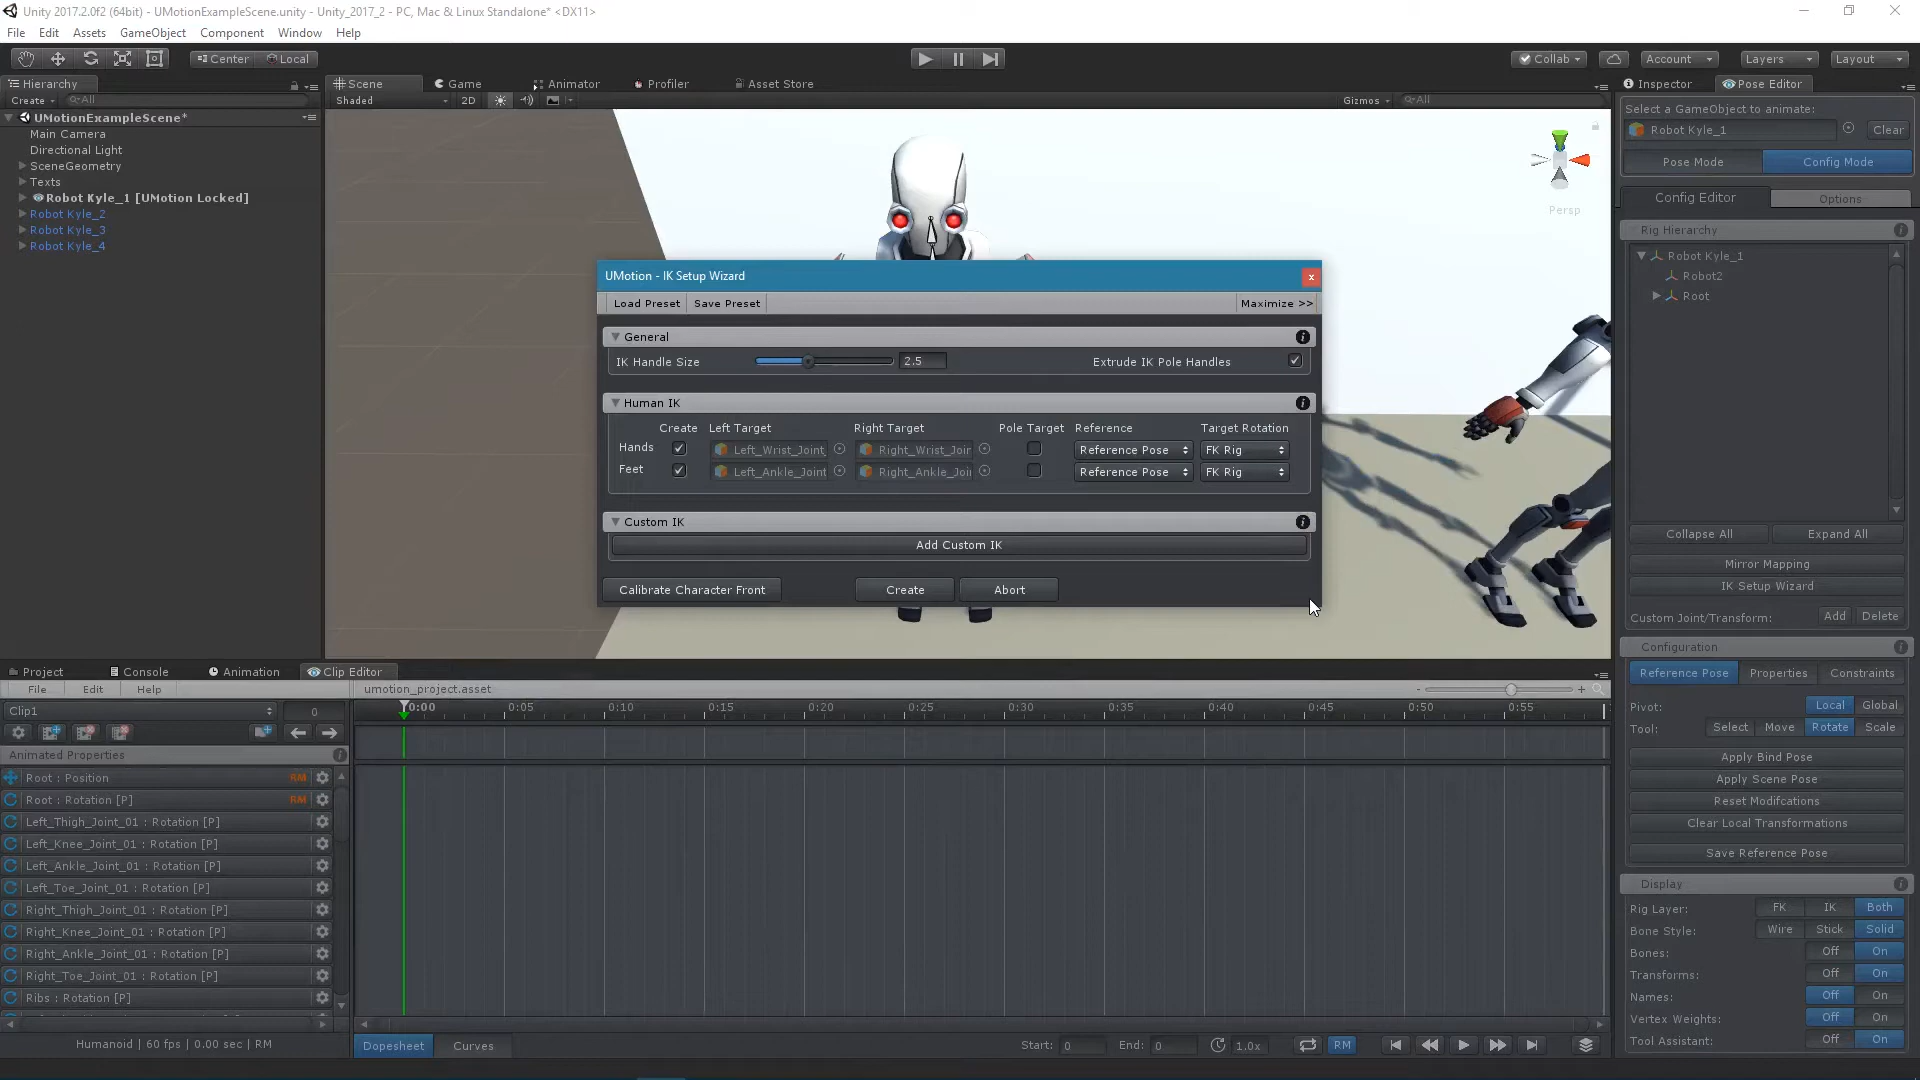 Unity 2017.2.0f2 (64bit) - UMotionExampleScene.unity - Unity_2017_2 - PC, Mac & Linux Standalone* <DX11>
File Edit Assets GameObject Component Window Help
Center Local Collab Account Layers Layout
Hierarchy Scene Game Animator Profiler Asset Store Inspector Pose Editor
Create All Shaded 2D Gizmos All
UMotionExampleScene*
Main Camera
Directional Light
SceneGeometry
Texts
Robot Kyle_1 [UMotion Locked]
Robot Kyle_2
Robot Kyle_3
Robot Kyle_4
Persp
UMotion - IK Setup Wizard x
Load Preset Save Preset Maximize >>
General
IK Handle Size 2.5 Extrude IK Pole Handles
Human IK
Create Left Target Right Target Pole Target Reference Target Rotation
Hands Left_Wrist_Joint_ Right_Wrist_Joir Reference Pose FK Rig
Feet Left_Ankle_Joint Right_Ankle_Joi Reference Pose FK Rig
Custom IK
Add Custom IK
Calibrate Character Front Create Abort
Select a GameObject to animate:
Robot Kyle_1 Clear
Pose Mode Config Mode
Config Editor Options
Rig Hierarchy
Robot Kyle_1
Robot2
Root
Collapse All Expand All
Mirror Mapping
IK Setup Wizard
Custom Joint/Transform: Add Delete
Configuration
Reference Pose Properties Constraints
Pivot: Local Global
Tool: Select Move Rotate Scale
Apply Bind Pose
Apply Scene Pose
Reset Modifcations
Clear Local Transformations
Save Reference Pose
Display
Rig Layer: FK IK Both
Bone Style: Wire Stick Solid
Bones: Off On
Transforms: Off On
Names: Off On
Vertex Weights: Off On
Tool Assistant: Off On
Project Console Animation Clip Editor
File Edit Help umotion_project.asset - +
Clip1 0
0:00 0:05 0:10 0:15 0:20 0:25 0:30 0:35 0:40 0:45 0:50 0:55
Animated Properties
Root : Position RM
Root : Rotation [P] RM
Left_Thigh_Joint_01 : Rotation [P]
Left_Knee_Joint_01 : Rotation [P]
Left_Ankle_Joint_01 : Rotation [P]
Left_Toe_Joint_01 : Rotation [P]
Right_Thigh_Joint_01 : Rotation [P]
Right_Knee_Joint_01 : Rotation [P]
Right_Ankle_Joint_01 : Rotation [P]
Right_Toe_Joint_01 : Rotation [P]
Ribs : Rotation [P]
Humanoid | 60 fps | 0.00 sec | RM
Dopesheet Curves Start: 0 End: 0 1.0x RM